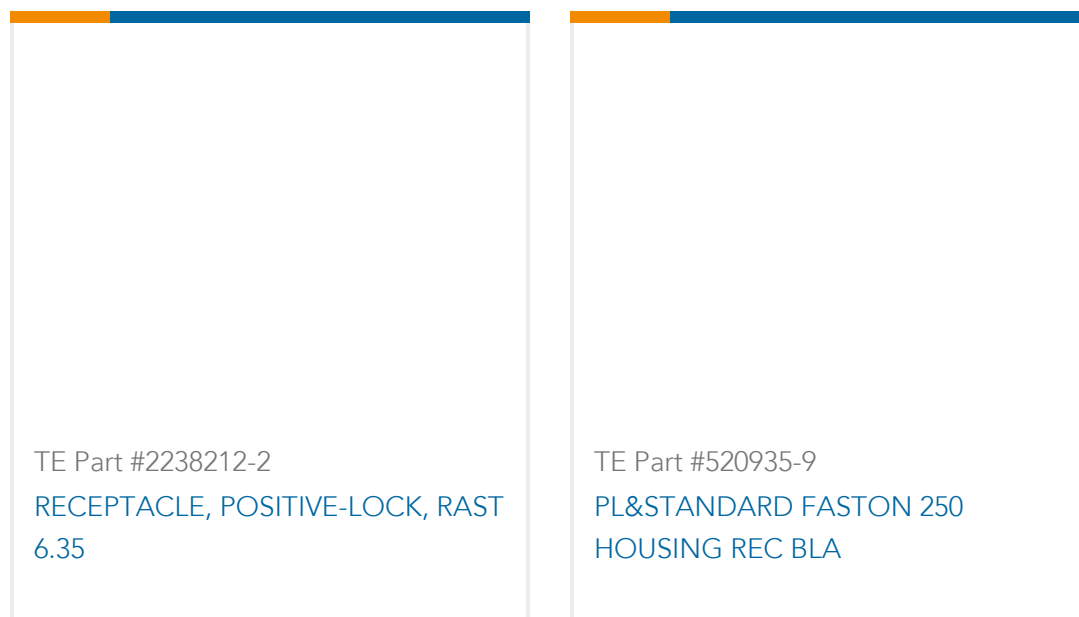 TE Part #2238212-2
RECEPTACLE, POSITIVE-LOCK, RAST
6.35
TE Part #520935-9
PL&STANDARD FASTON 250
HOUSING REC BLA